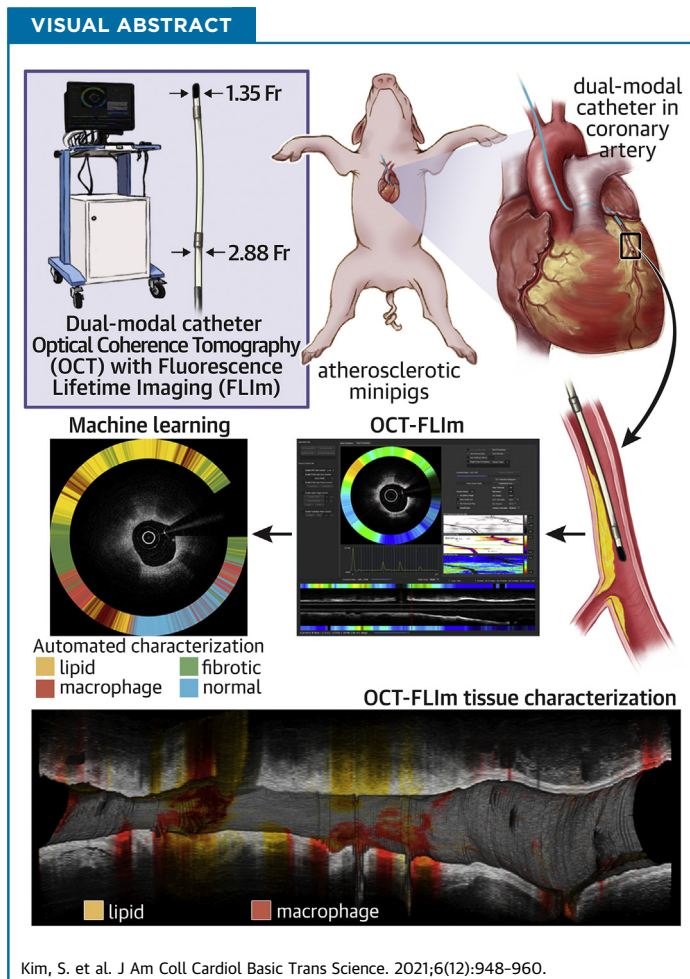 VISUAL ABSTRACT
1.35 Fr
2.88 Fr
Dual-modal catheter
Optical Coherence Tomography
(OCT) with Fluorescence
Lifetime Imaging (FLIm)
atherosclerotic
minipigs
dual-modal
catheter in
coronary
artery
Machine learning
OCT-FLIm
Automated characterization
lipid
fibrotic
macrophage
normal
OCT-FLIm tissue characterization
lipid
macrophage
Kim, S. et al. J Am Coll Cardiol Basic Trans Science. 2021;6(12):948-960.